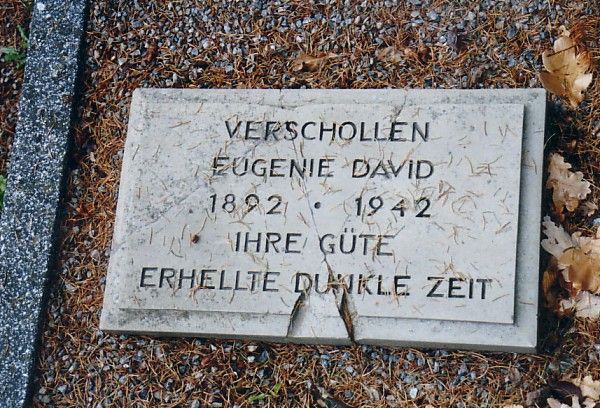 VERSCHOLLEN
EUGENIE DAVID
1892 · 1942
IHRE GÜTE
ERHELLTE DUNKLE ZEIT